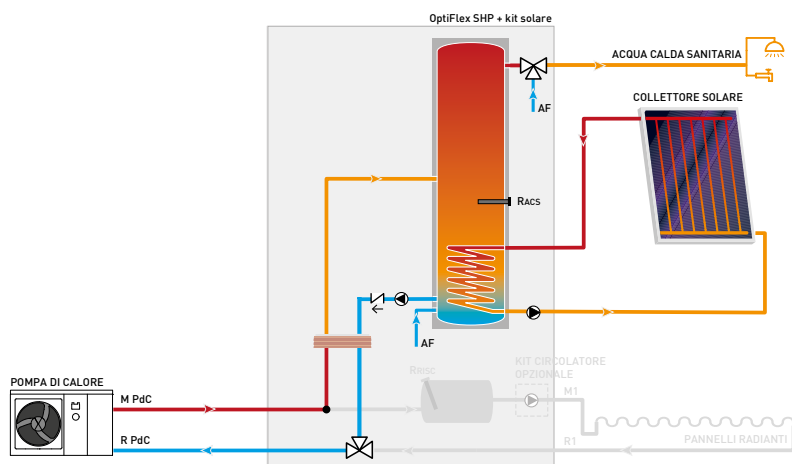 OptiFlex SHP + kit solare
ACQUA CALDA SANITARIA
AF
COLLETTORE SOLARE
RACS
AF
POMPA DI CALORE
M PdC
R PdC
RRISC
KIT CIRCOLATORE
OPZIONALE
M1
R1
PANNELLI RADIANTI